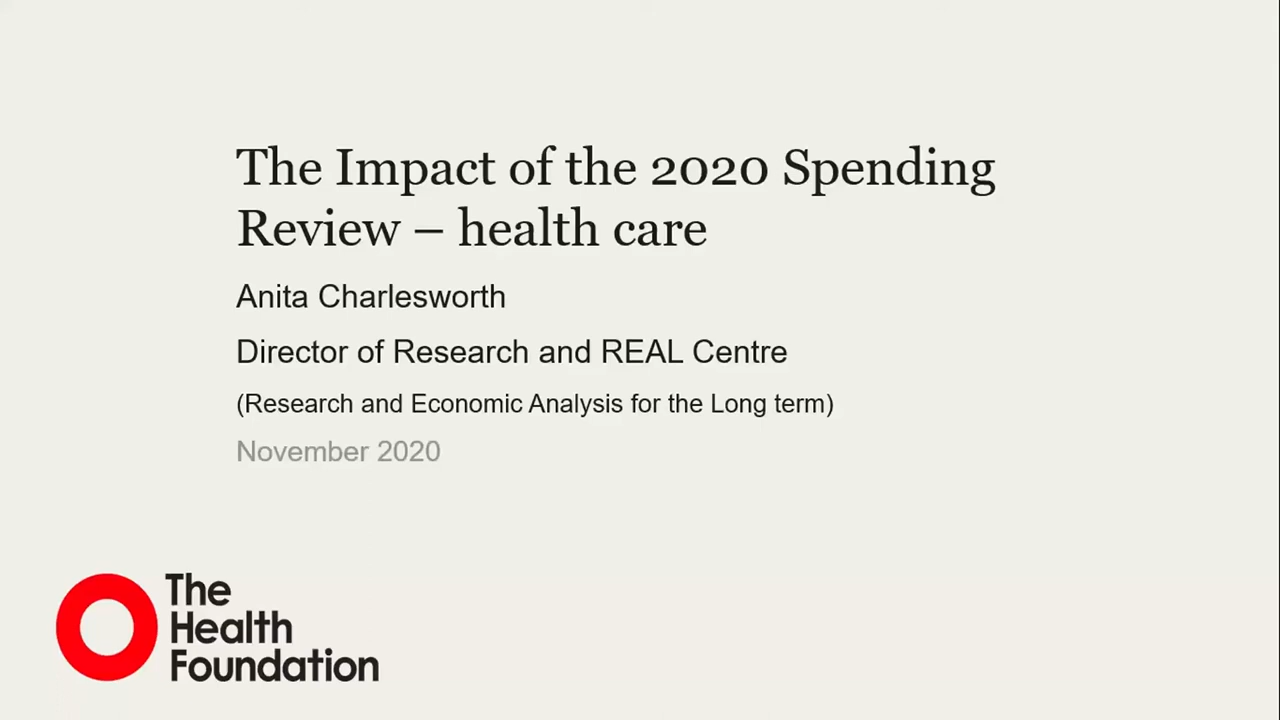 The Impact of the 2020 Spending
Review – health care
Anita Charlesworth
Director of Research and REAL Centre
(Research and Economic Analysis for the Long term)
November 2020
The
Health
Foundation